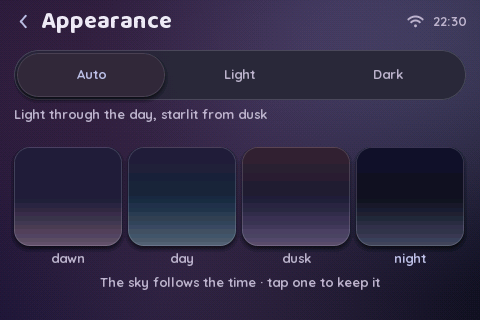 Appearance
22:30
Auto
Light
Dark
Light through the day, starlit from dusk
dawn
day
dusk
night
The sky follows the time · tap one to keep it